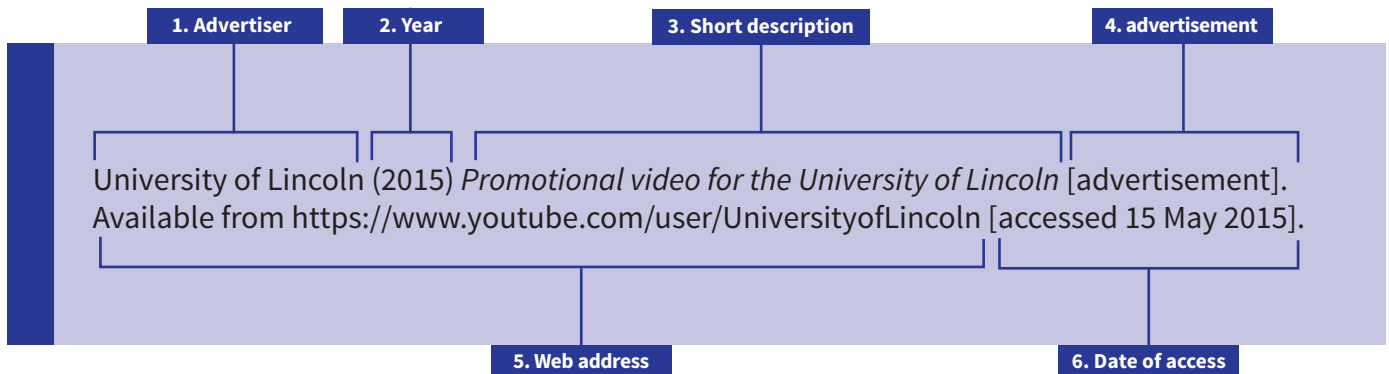 1. Advertiser 2. Year 3. Short description 4. advertisement
University of Lincoln (2015) Promotional video for the University of Lincoln [advertisement].
Available from https://www.youtube.com/user/UniversityofLincoln [accessed 15 May 2015].
5. Web address 6. Date of access